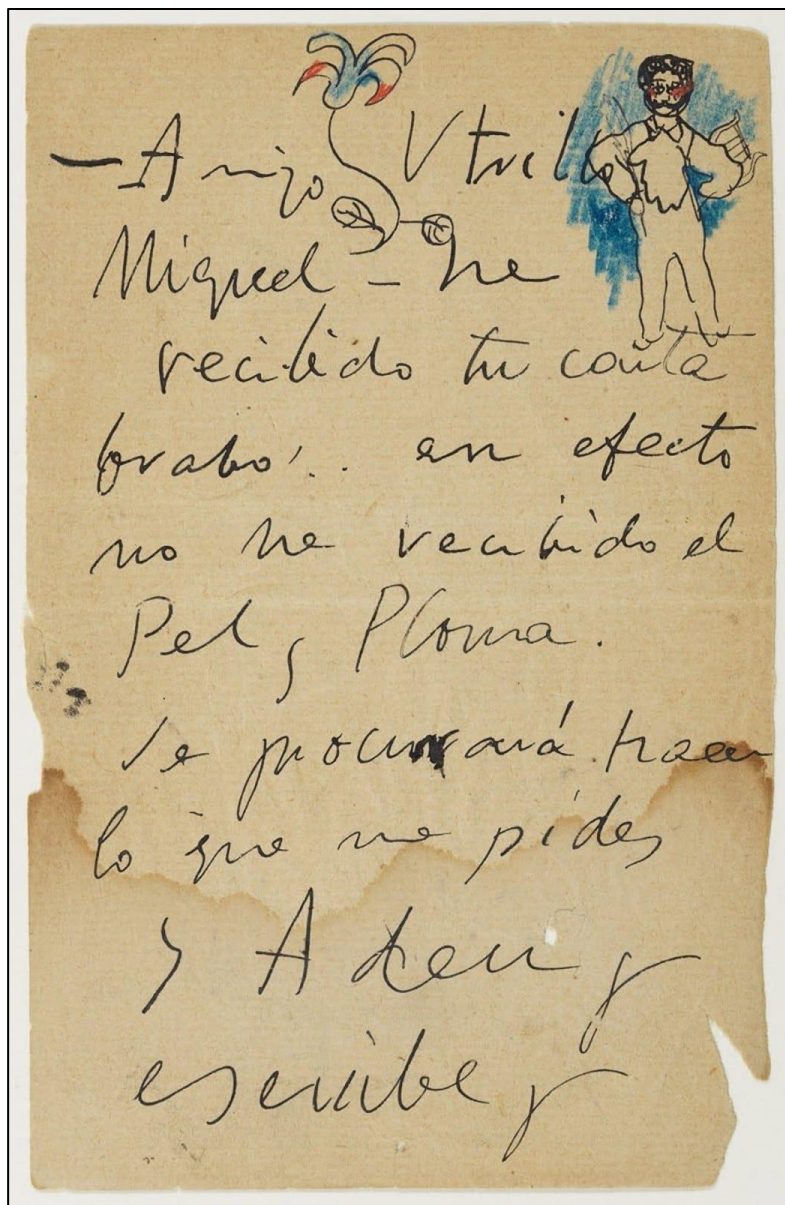 — Amigo Utrillo
Miguel — he
recibido tu carta
brabo!.. en efecto
no he recibido el
Pel y Ploma.
Se procurará hacer
lo que me pides
y Adeu y
escribe y